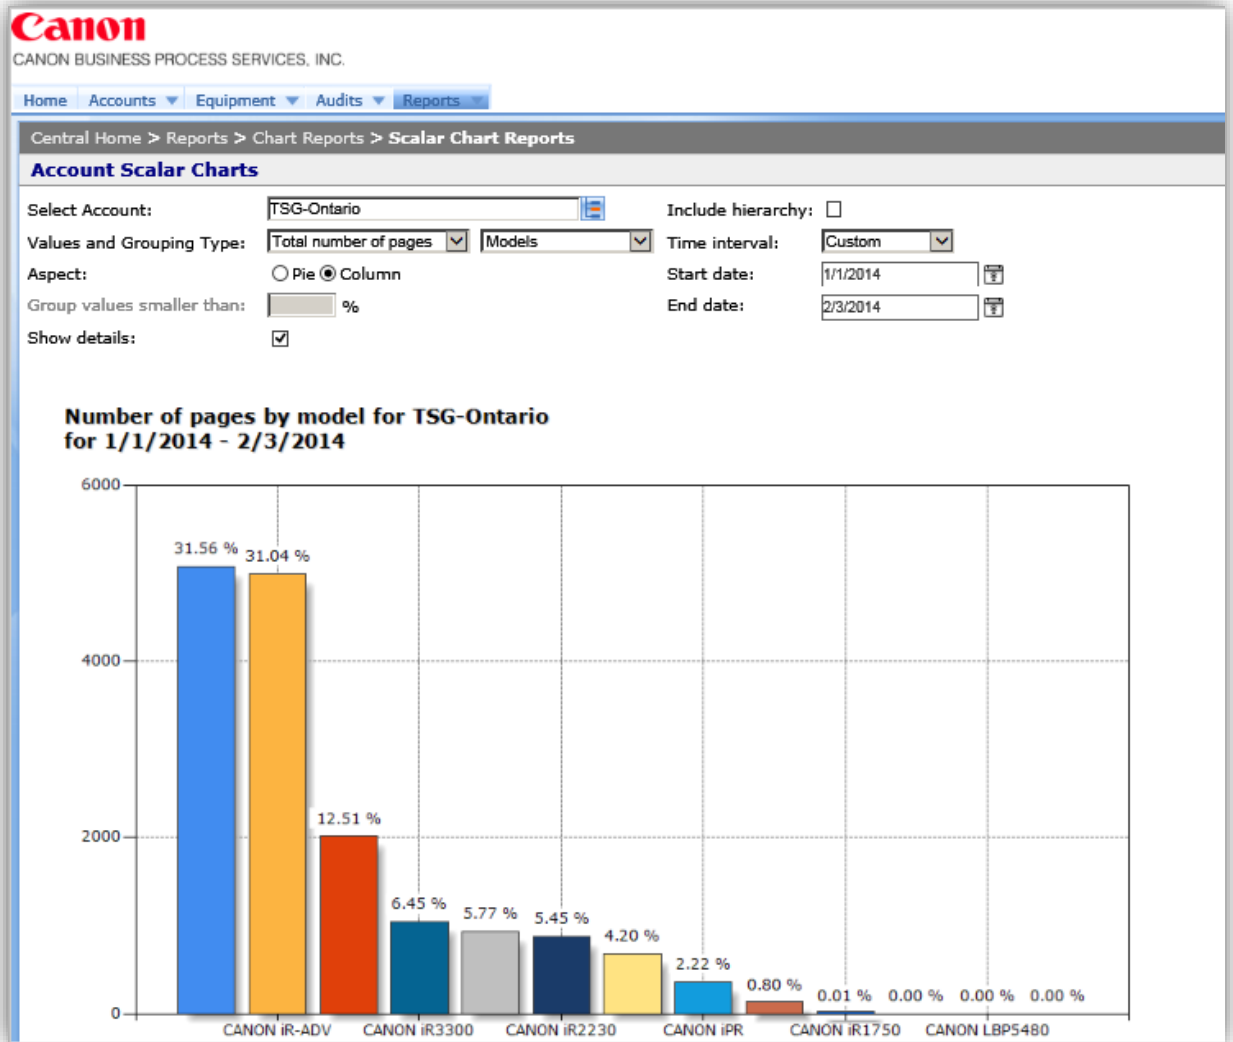 Canon
CANON BUSINESS PROCESS SERVICES, INC.
Home Accounts Equipment Audits Reports
Central Home > Reports > Chart Reports > Scalar Chart Reports
Account Scalar Charts
Select Account: TSG-Ontario Include hierarchy:
Values and Grouping Type: Total number of pages Models Time interval: Custom
Aspect: Pie Column Start date: 1/1/2014
Group values smaller than: % End date: 2/3/2014
Show details:
Number of pages by model for TSG-Ontario
for 1/1/2014 - 2/3/2014
6000
31.56 % 31.04 %
4000
12.51 %
2000
6.45 % 5.77 % 5.45 %
4.20 %
2.22 %
0.80 % 0.01 % 0.00 % 0.00 % 0.00 %
0
CANON iR-ADV CANON iR3300 CANON iR2230 CANON iPR CANON iR1750 CANON LBP5480